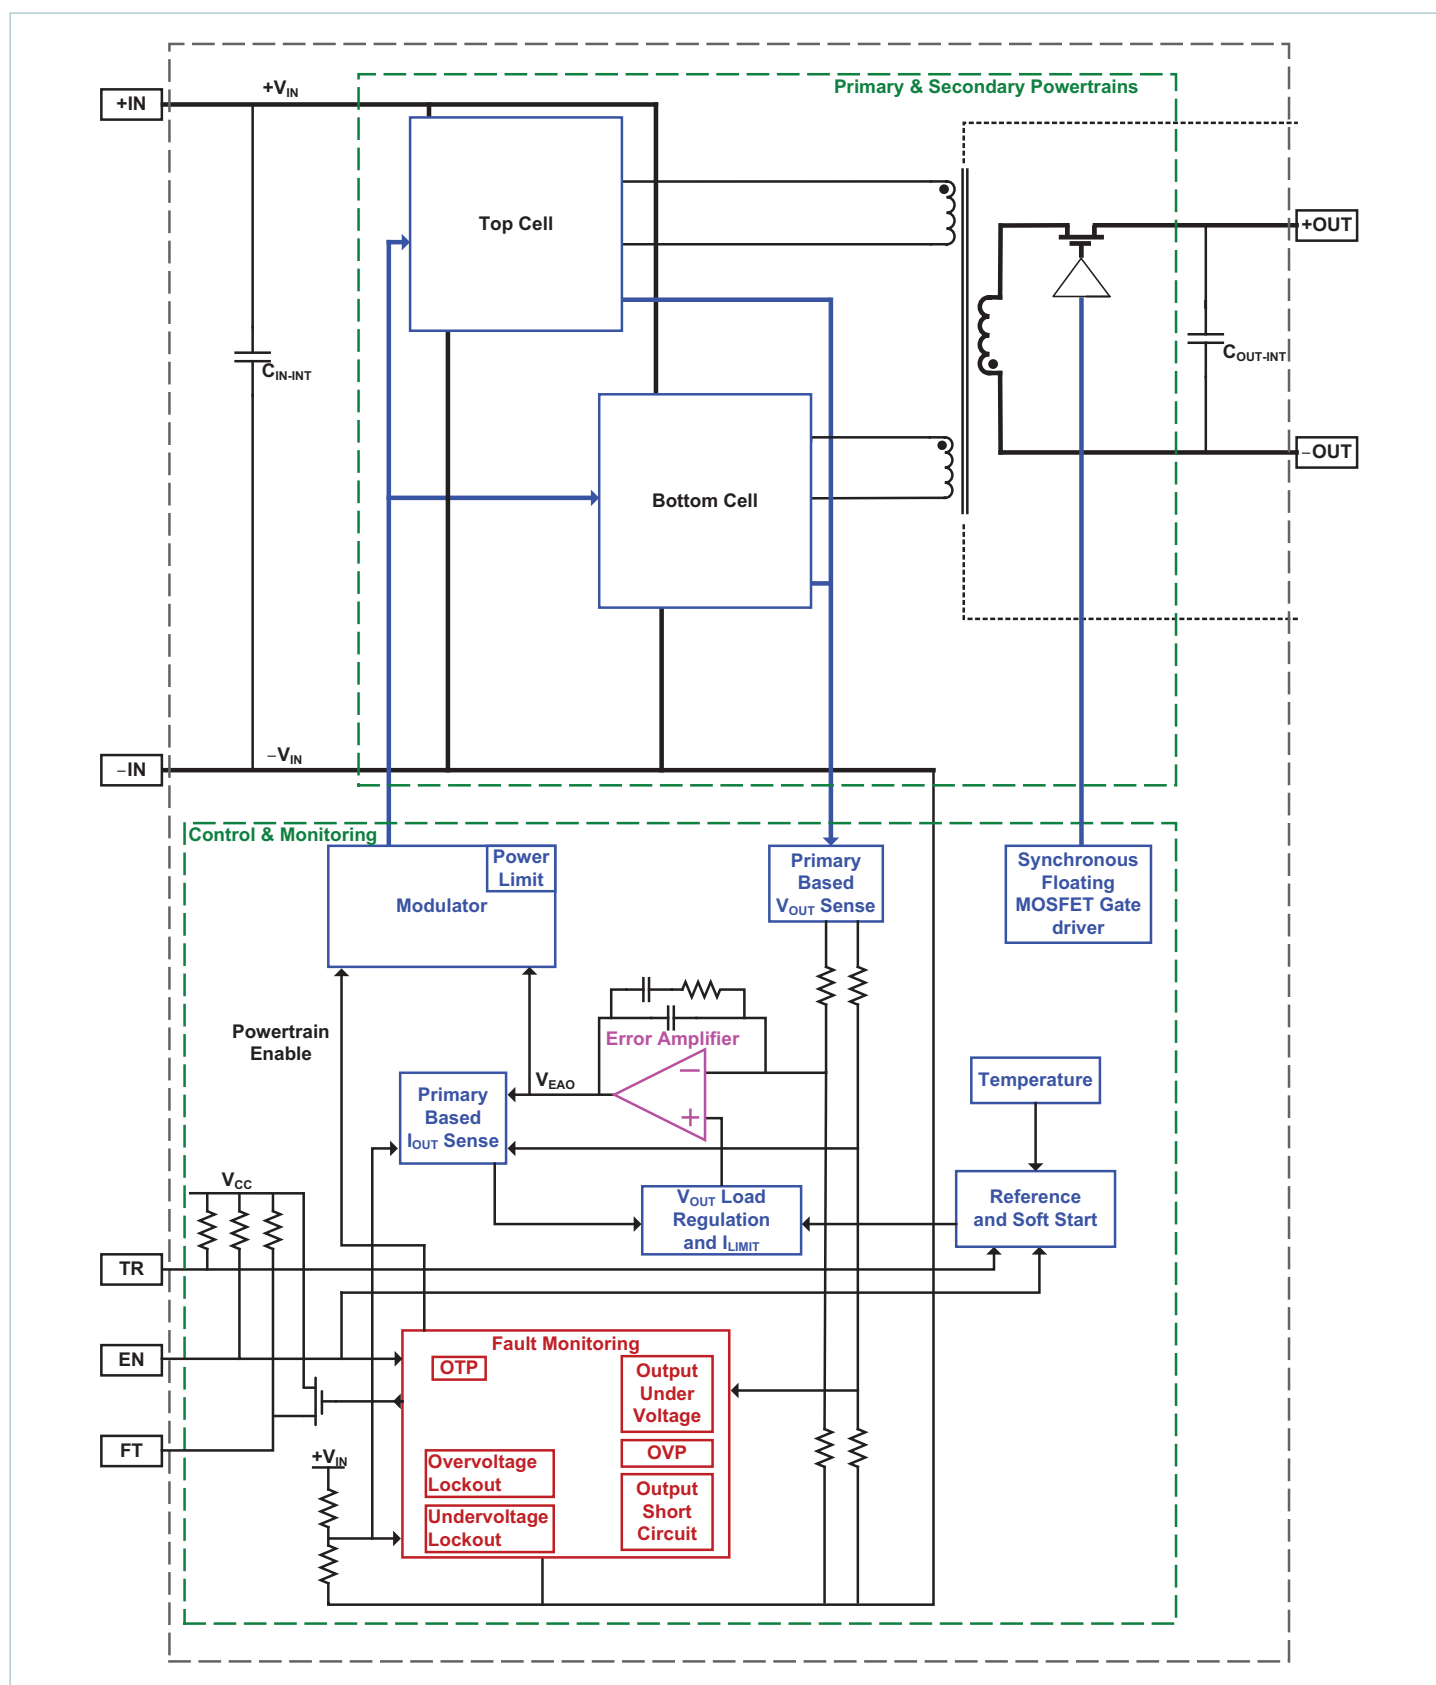 Primary & Secondary Powertrains
+IN
+VIN
Top Cell
+OUT
CIN-INT
COUT-INT
−OUT
Bottom Cell
−IN
−VIN
Control & Monitoring
Power
Limit
Modulator
Primary
Based
VOUT Sense
Synchronous
Floating
MOSFET Gate
driver
Powertrain
Enable
Error Amplifier
VEAO
−
+
Primary
Based
IOUT Sense
Temperature
VCC
VOUT Load
Regulation
and ILIMIT
Reference
and Soft Start
TR
EN
FT
Fault Monitoring
OTP
Output
Under
Voltage
+VIN
OVP
Overvoltage
Lockout
Undervoltage
Lockout
Output
Short
Circuit